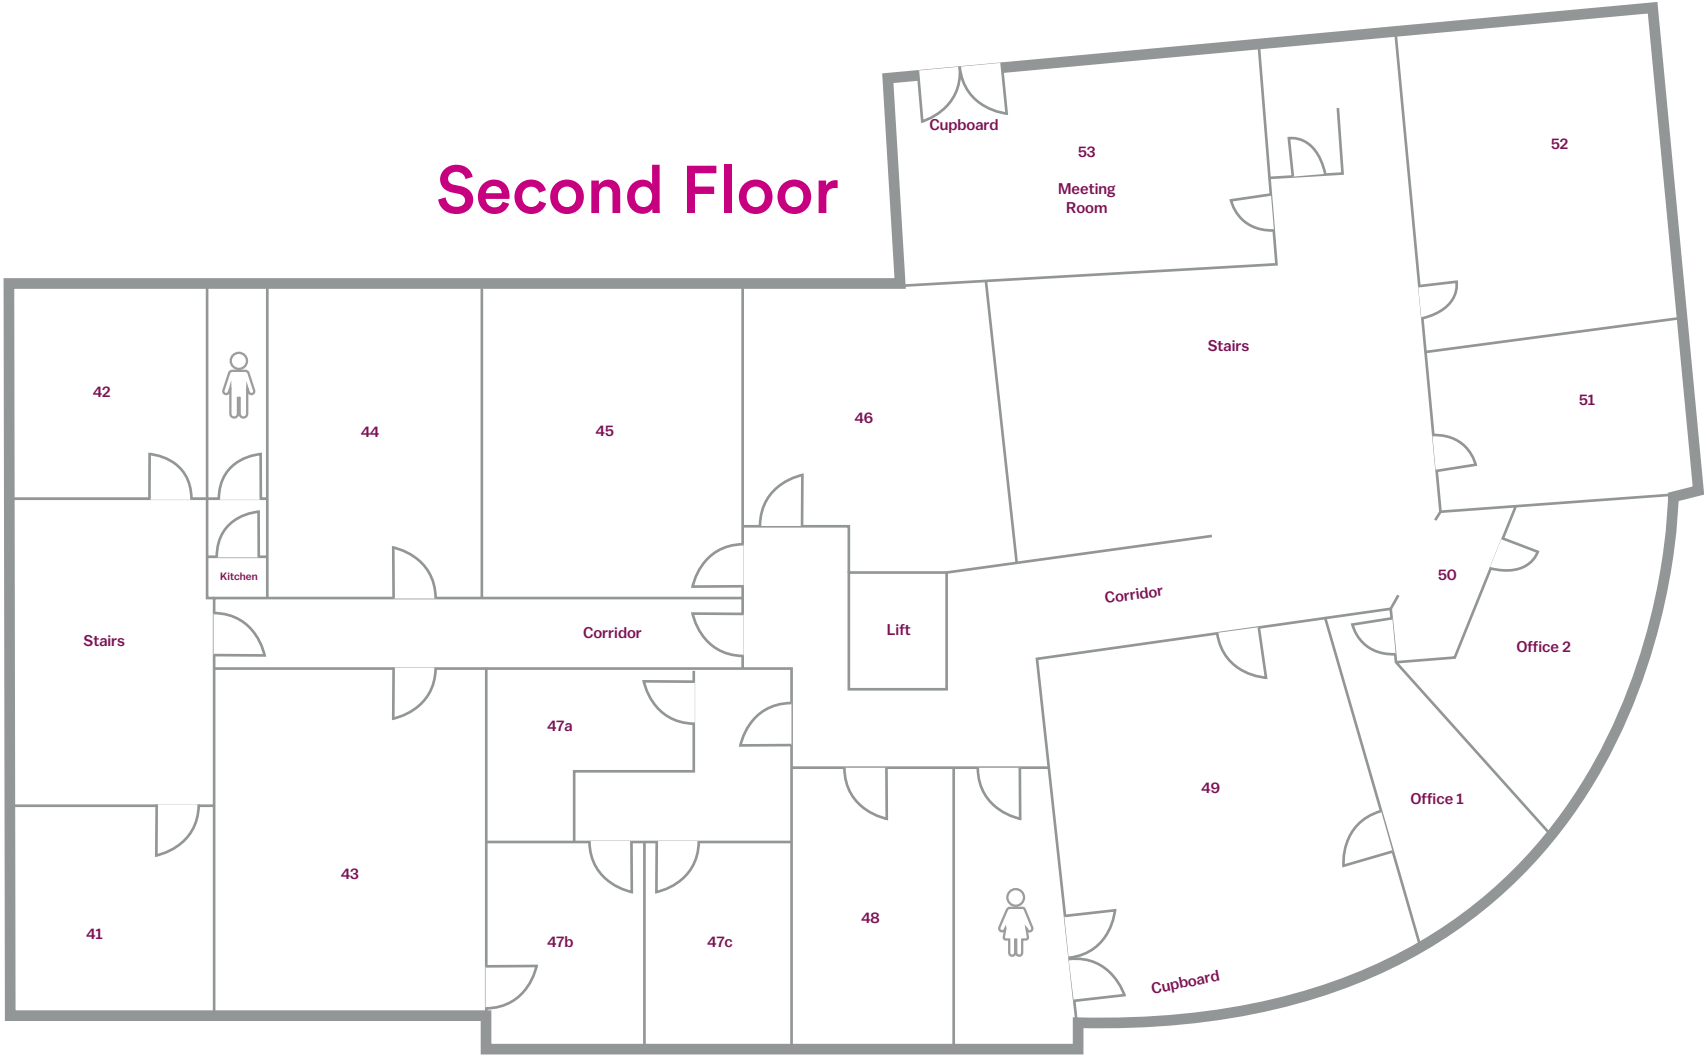 Second Floor
Cupboard
53
Meeting
Room
52
Stairs
51
42
44
45
46
Kitchen
Stairs
Corridor
Lift
Corridor
50
Office 2
47a
49
Office 1
43
41
47b
47c
48
Cupboard